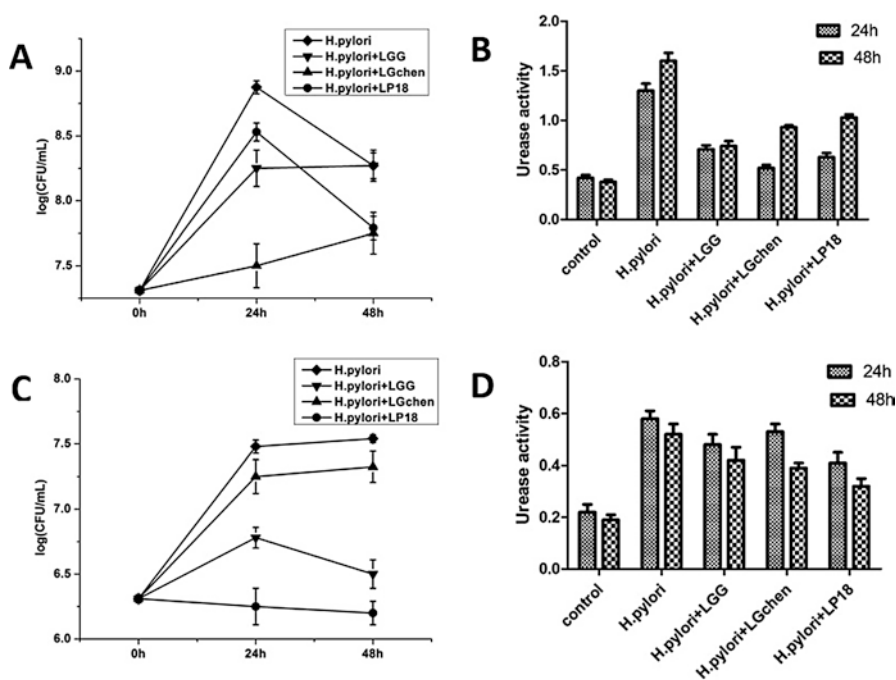 A
H.pylori
H.pylori+LGG
H.pylori+LGchen
H.pylori+LP18
log(CFU/mL)
9.0
8.5
8.0
7.5
0h 24h 48h
B
24h
48h
Urease activity
2.0
1.5
1.0
0.5
0.0
control
H.pylori
H.pylori+LGG
H.pylori+LGchen
H.pylori+LP18
C
H.pylori
H.pylori+LGG
H.pylori+LGchen
H.pylori+LP18
log(CFU/mL)
8.0
7.5
7.0
6.5
6.0
0h 24h 48h
D
24h
48h
Urease activity
0.8
0.6
0.4
0.2
0.0
control
H.pylori
H.pylori+LGG
H.pylori+LGchen
H.pylori+LP18